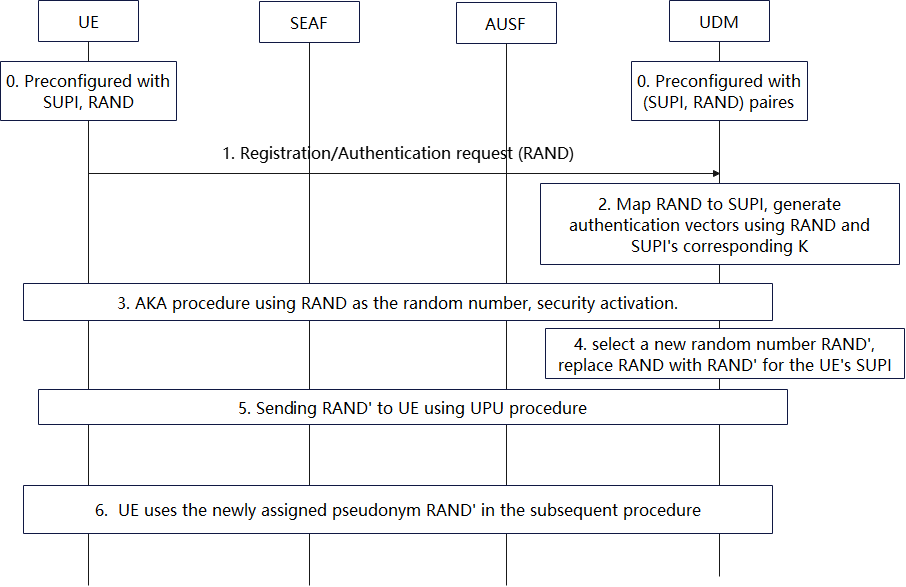 UE
SEAF
AUSF
UDM
0. Preconfigured with
SUPI, RAND
0. Preconfigured with
(SUPI, RAND) paires
1. Registration/Authentication request (RAND)
2. Map RAND to SUPI, generate
authentication vectors using RAND and
SUPI's corresponding K
3. AKA procedure using RAND as the random number, security activation.
4. select a new random number RAND',
replace RAND with RAND' for the UE's SUPI
5. Sending RAND' to UE using UPU procedure
6. UE uses the newly assigned pseudonym RAND' in the subsequent procedure